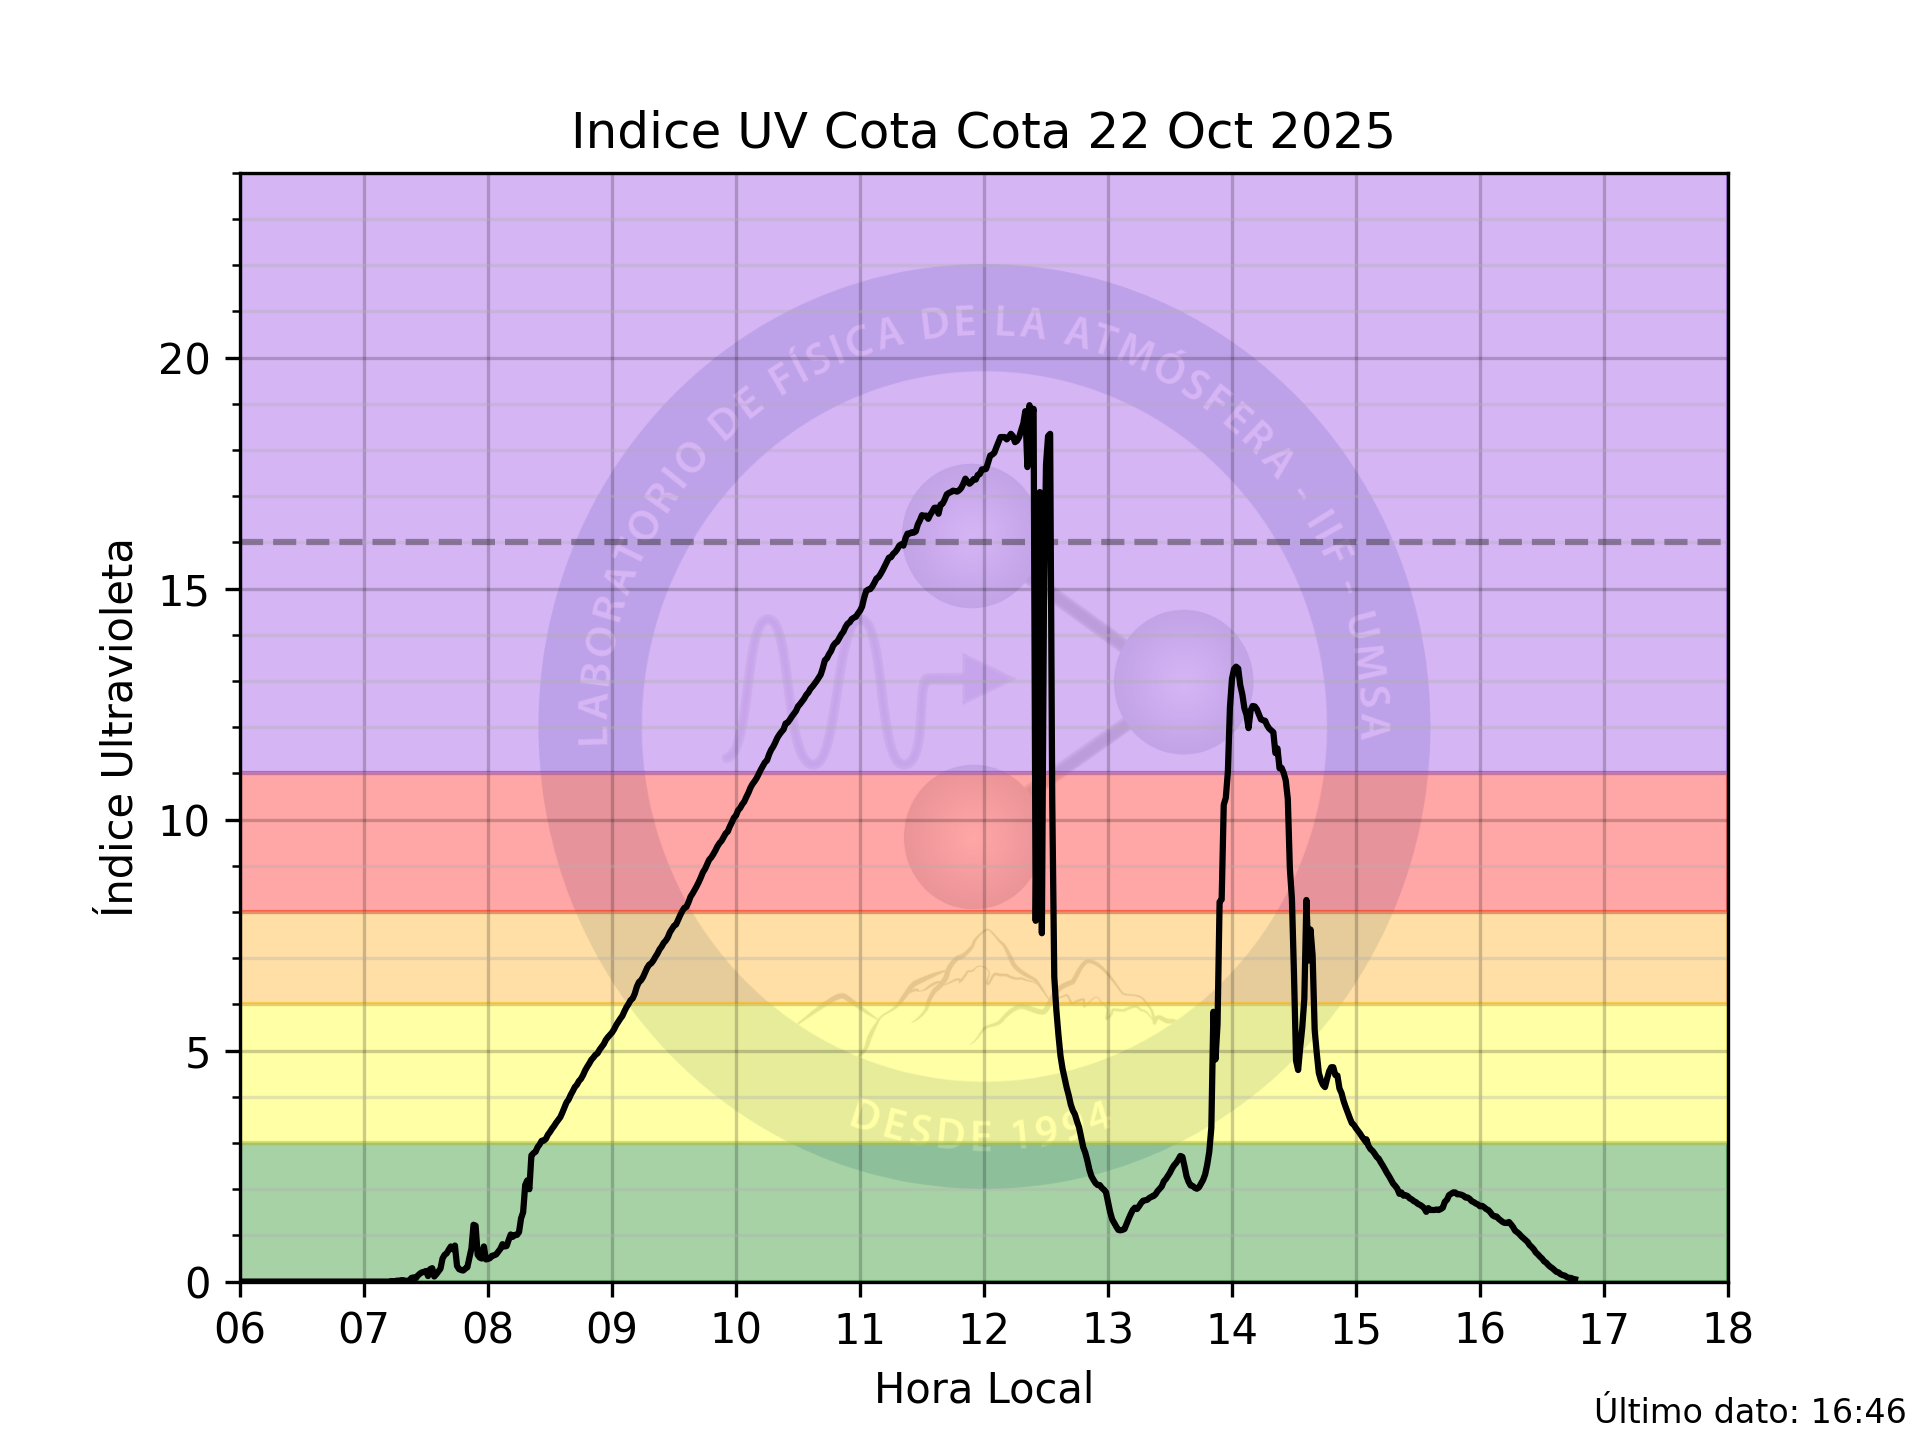 Indice UV Cota Cota 22 Oct 2025
Índice Ultravioleta
20
15
10
5
0
LABORATORIO DE FÍSICA DE LA ATMÓSFERA - IIF - UMSA
DESDE 1994
06 07 08 09 10 11 12 13 14 15 16 17 18
Hora Local
Último dato: 16:46